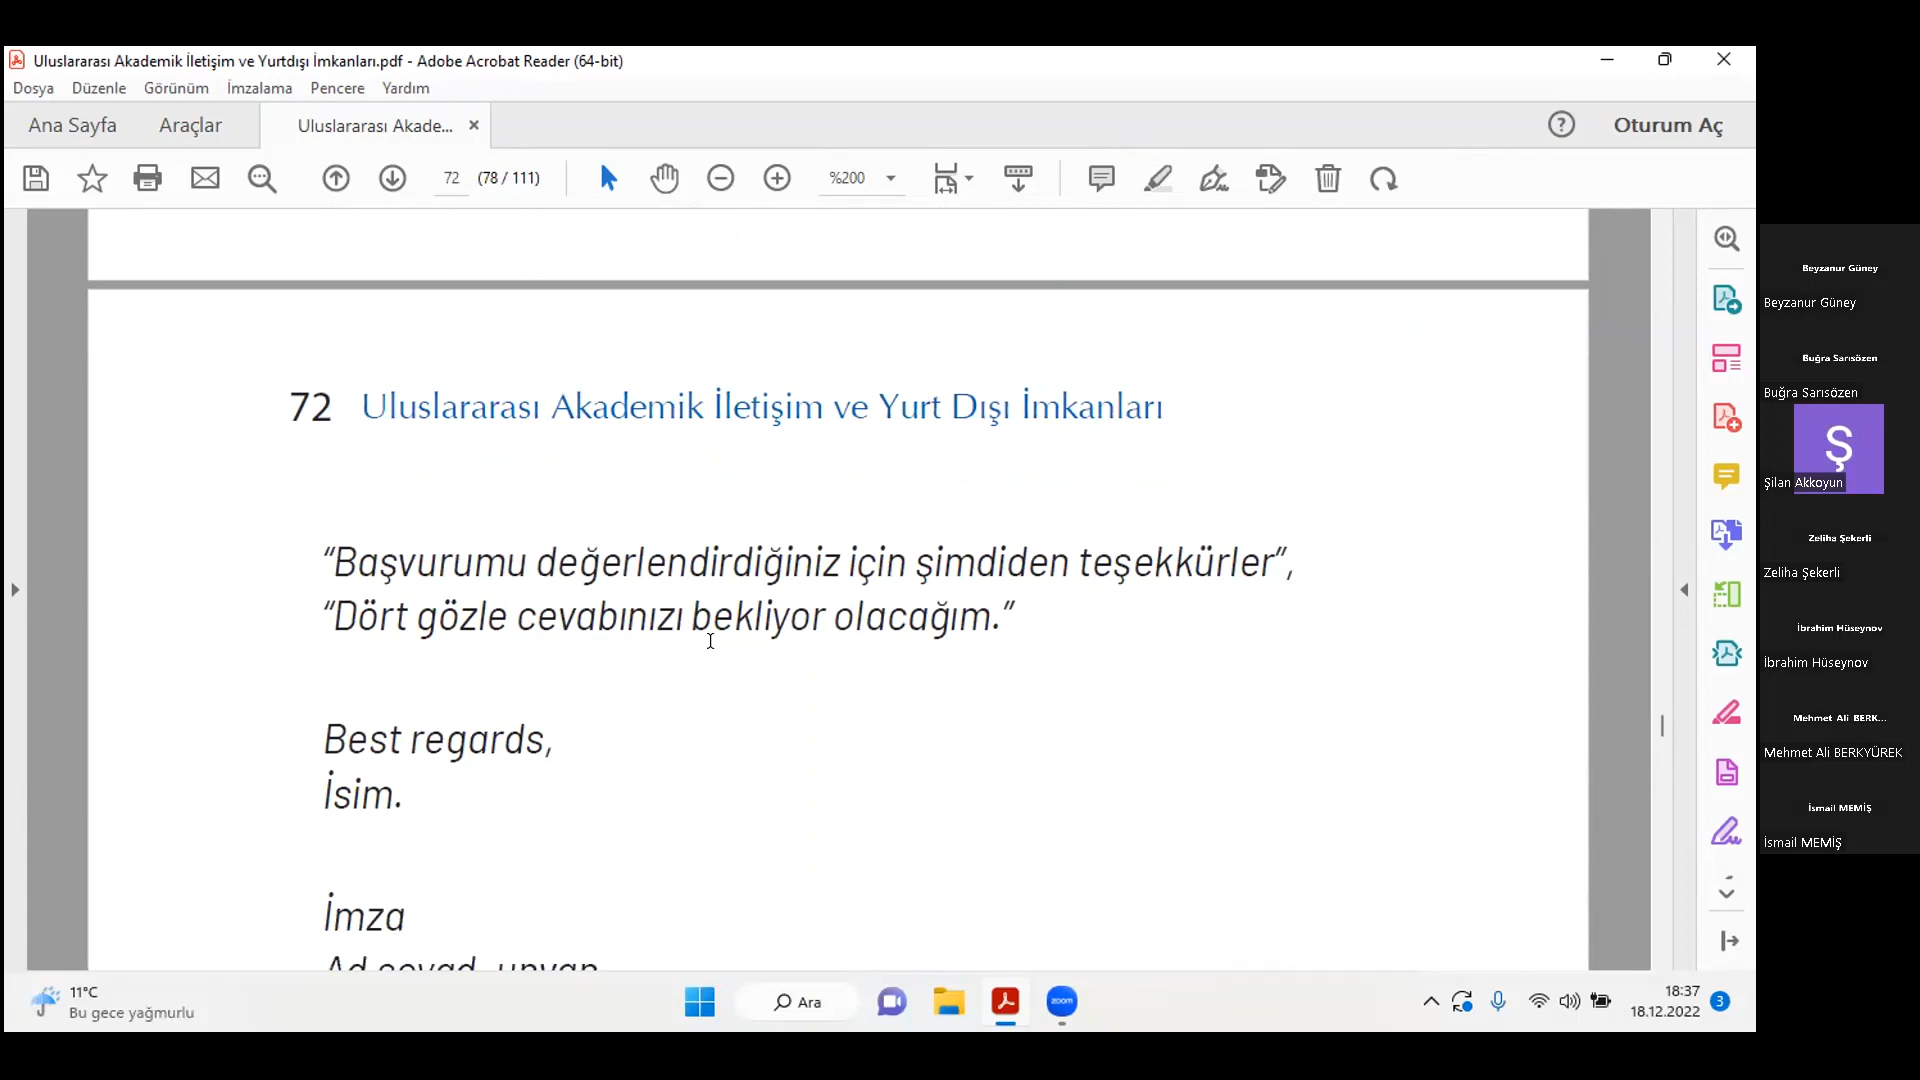 Uluslararası Akademik İletişim ve Yurtdışı İmkanları.pdf - Adobe Acrobat Reader (64-bit)
Dosya Düzenle Görünüm İmzalama Pencere Yardım
Ana Sayfa Araçlar Uluslararası Akade... Oturum Aç
72 (78 / 111) %200
72 Uluslararası Akademik İletişim ve Yurt Dışı İmkanları
“Başvurumu değerlendirdiğiniz için şimdiden teşekkürler”,
“Dört gözle cevabınızı bekliyor olacağım.”
Best regards,
İsim.
İmza
Ad soyad, unvan
Beyzanur Güney
Beyzanur Güney
Buğra Sarısözen
Buğra Sarısözen
Ş
Şilan Akkoyun
Zeliha Şekerli
Zeliha Şekerli
İbrahim Hüseynov
İbrahim Hüseynov
Mehmet Ali BERK...
Mehmet Ali BERKYÜREK
İsmail MEMİŞ
İsmail MEMİŞ
11°C
Bu gece yağmurlu
Ara
zoom
18:37
18.12.2022
3